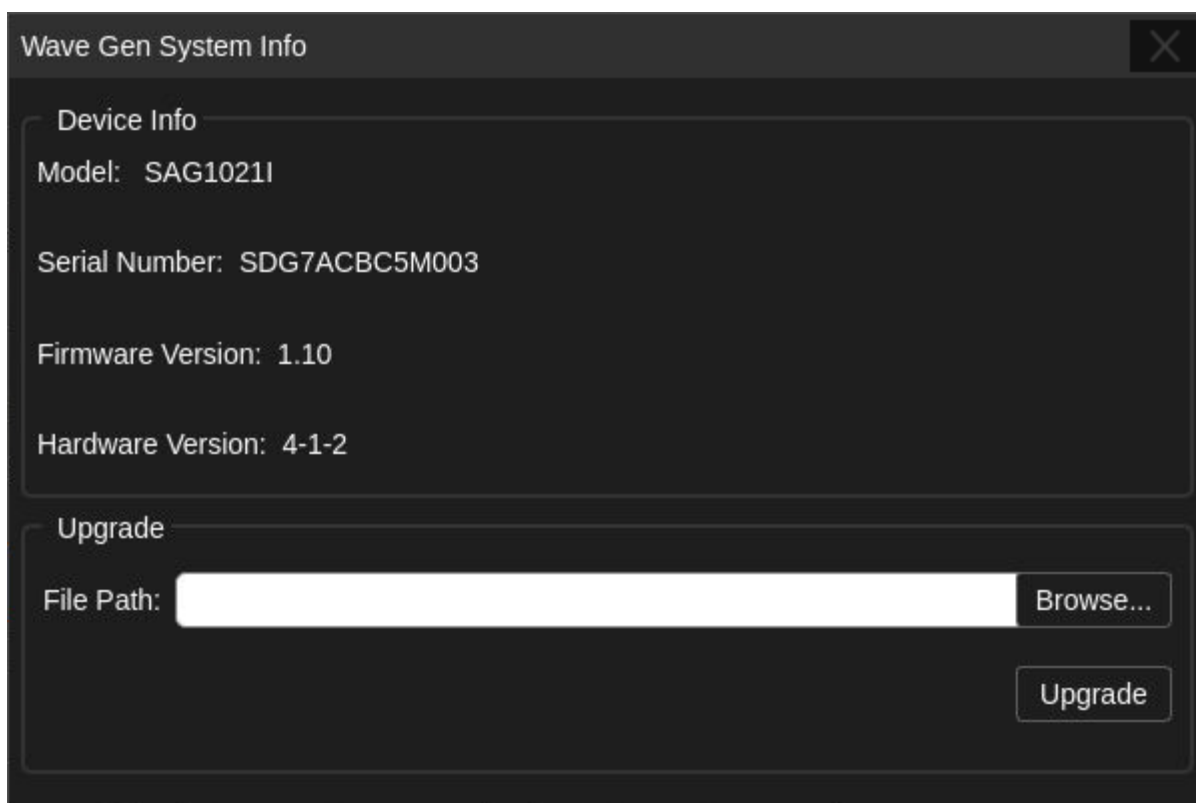 Wave Gen System Info
Device Info
Model: SAG1021I
Serial Number: SDG7ACBC5M003
Firmware Version: 1.10
Hardware Version: 4-1-2
Upgrade
File Path: Browse...
Upgrade